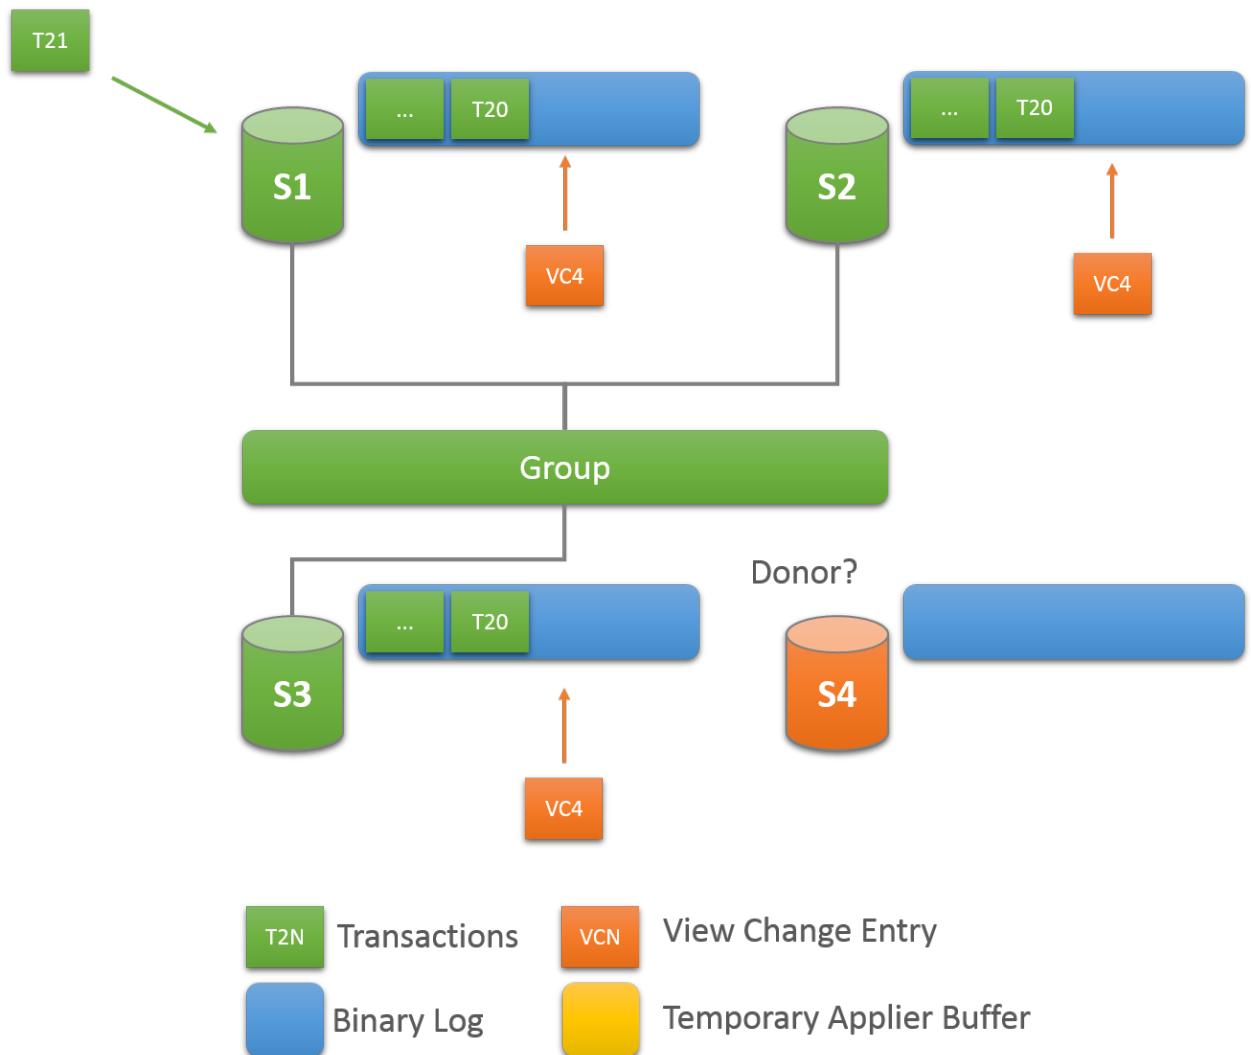 T21
... T20
S1
VC4
... T20
S2
VC4
Group
Donor?
... T20
S3
VC4
S4
T2N Transactions
VCN View Change Entry
Binary Log
Temporary Applier Buffer